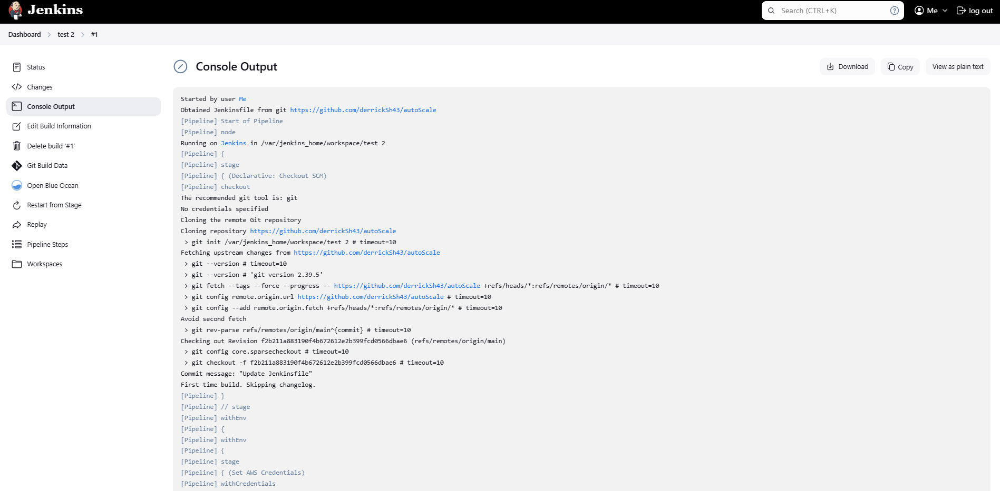 Jenkins
Search (CTRL+K)
?
Me
log out
Dashboard
test 2
#1
Status
Changes
Console Output
Edit Build Information
Delete build ‘#1’
Git Build Data
Open Blue Ocean
Restart from Stage
Replay
Pipeline Steps
Workspaces
Console Output
Download
Copy
View as plain text
Started by user Me
Obtained Jenkinsfile from git https://github.com/derrickSh43/autoScale
[Pipeline] Start of Pipeline
[Pipeline] node
Running on Jenkins in /var/jenkins_home/workspace/test 2
[Pipeline] {
[Pipeline] stage
[Pipeline] { (Declarative: Checkout SCM)
[Pipeline] checkout
The recommended git tool is: git
No credentials specified
Cloning the remote Git repository
Cloning repository https://github.com/derrickSh43/autoScale
 > git init /var/jenkins_home/workspace/test 2 # timeout=10
Fetching upstream changes from https://github.com/derrickSh43/autoScale
 > git --version # timeout=10
 > git --version # 'git version 2.39.5'
 > git fetch --tags --force --progress -- https://github.com/derrickSh43/autoScale +refs/heads/*:refs/remotes/origin/* # timeout=10
 > git config remote.origin.url https://github.com/derrickSh43/autoScale # timeout=10
 > git config --add remote.origin.fetch +refs/heads/*:refs/remotes/origin/* # timeout=10
Avoid second fetch
 > git rev-parse refs/remotes/origin/main^{commit} # timeout=10
Checking out Revision f2b211a883190f4b672612e2b399fcd0566dbae6 (refs/remotes/origin/main)
 > git config core.sparsecheckout # timeout=10
 > git checkout -f f2b211a883190f4b672612e2b399fcd0566dbae6 # timeout=10
Commit message: "Update Jenkinsfile"
First time build. Skipping changelog.
[Pipeline] }
[Pipeline] // stage
[Pipeline] withEnv
[Pipeline] {
[Pipeline] withEnv
[Pipeline] {
[Pipeline] stage
[Pipeline] { (Set AWS Credentials)
[Pipeline] withCredentials